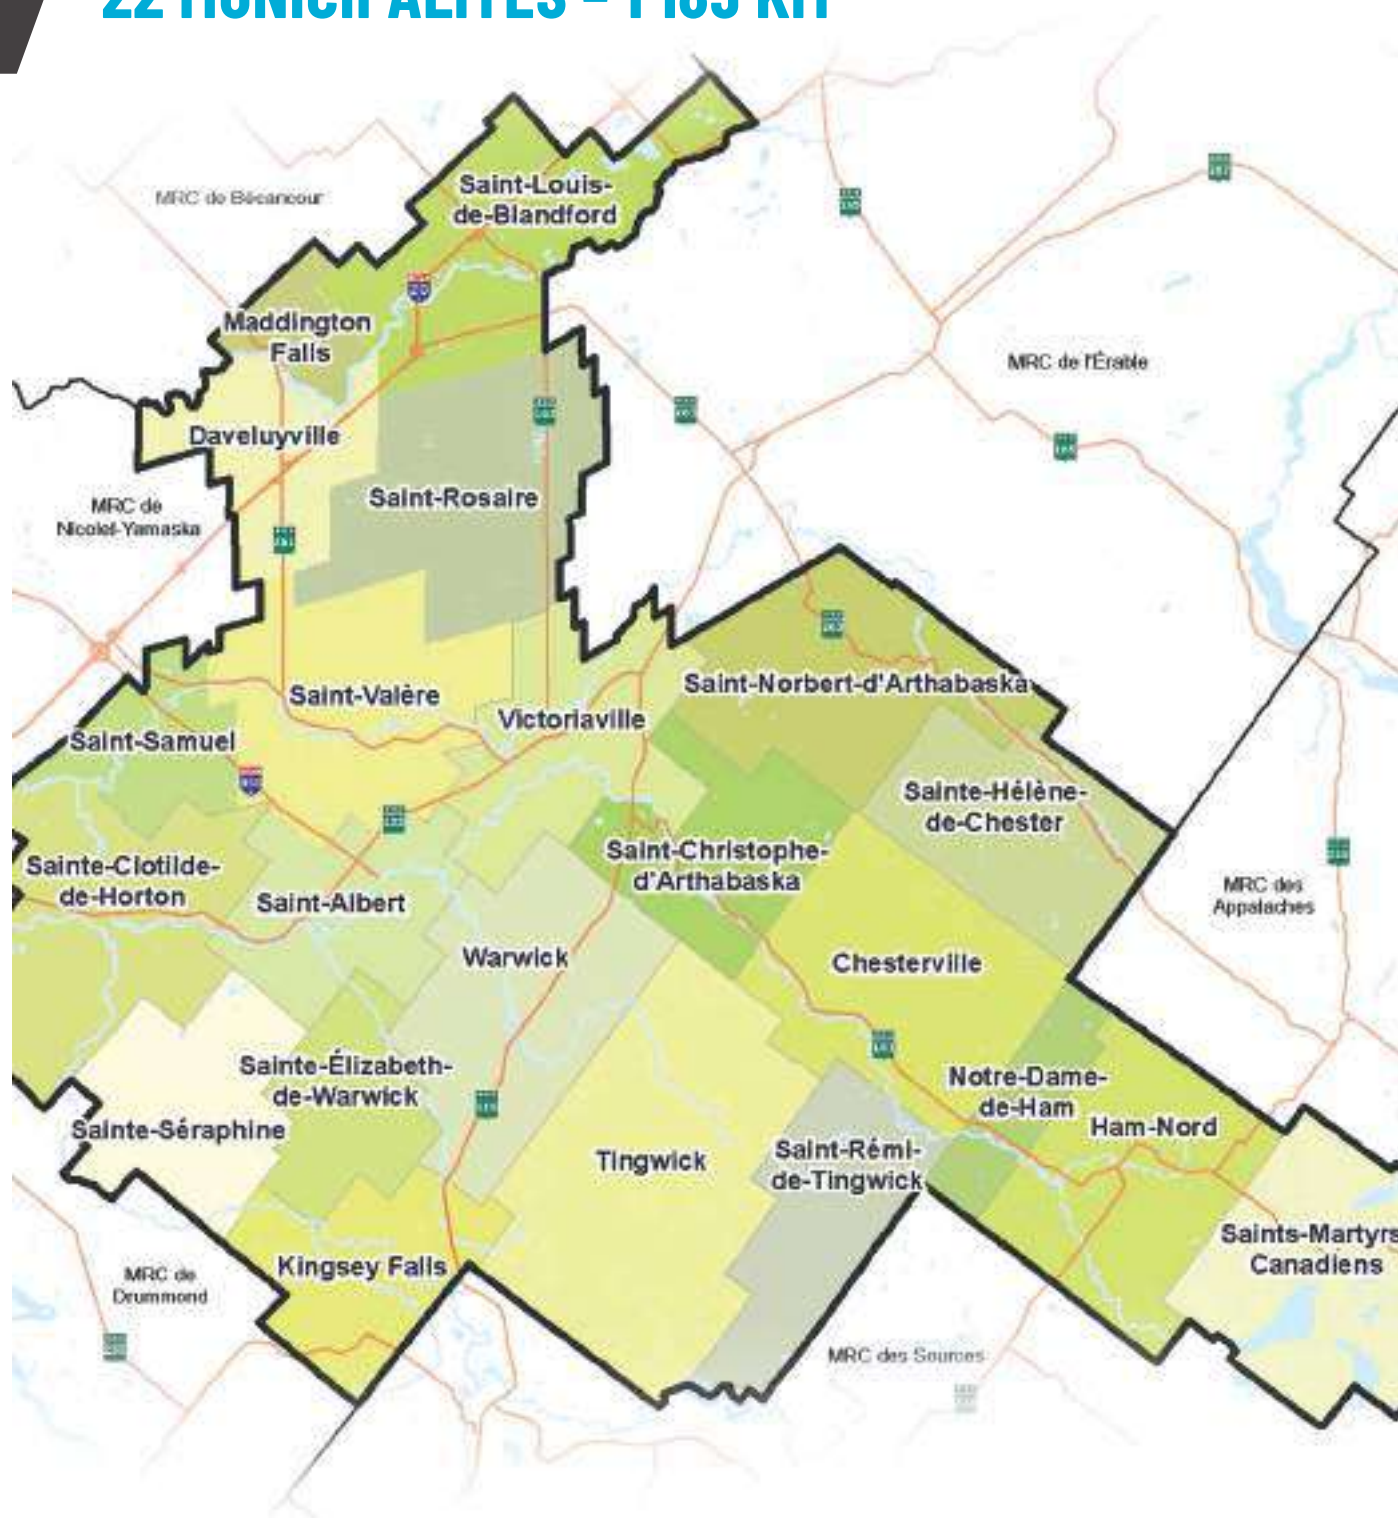 22 MUNICIPALITÉS –
MRC de Bécancour
Saint-Louis-
de-Blandford
Maddington
Falls
MRC de l'Érable
Daveluyville
MRC de
Nicolet-Yamaska
Saint-Rosaire
Saint-Valère
Victoriaville
Saint-Norbert-d'Arthabaska
Saint-Samuel
Sainte-Hélène-
de-Chester
Sainte-Clotilde-
de-Horton
Saint-Albert
Saint-Christophe-
d'Arthabaska
MRC des
Appalaches
Warwick
Chesterville
Sainte-Élizabeth-
de-Warwick
Notre-Dame-
de-Ham
Ham-Nord
Sainte-Séraphine
Tingwick
Saint-Rémi-
de-Tingwick
Saints-Martyrs
Canadiens
Kingsey Falls
MRC de
Drummond
MRC des Sources